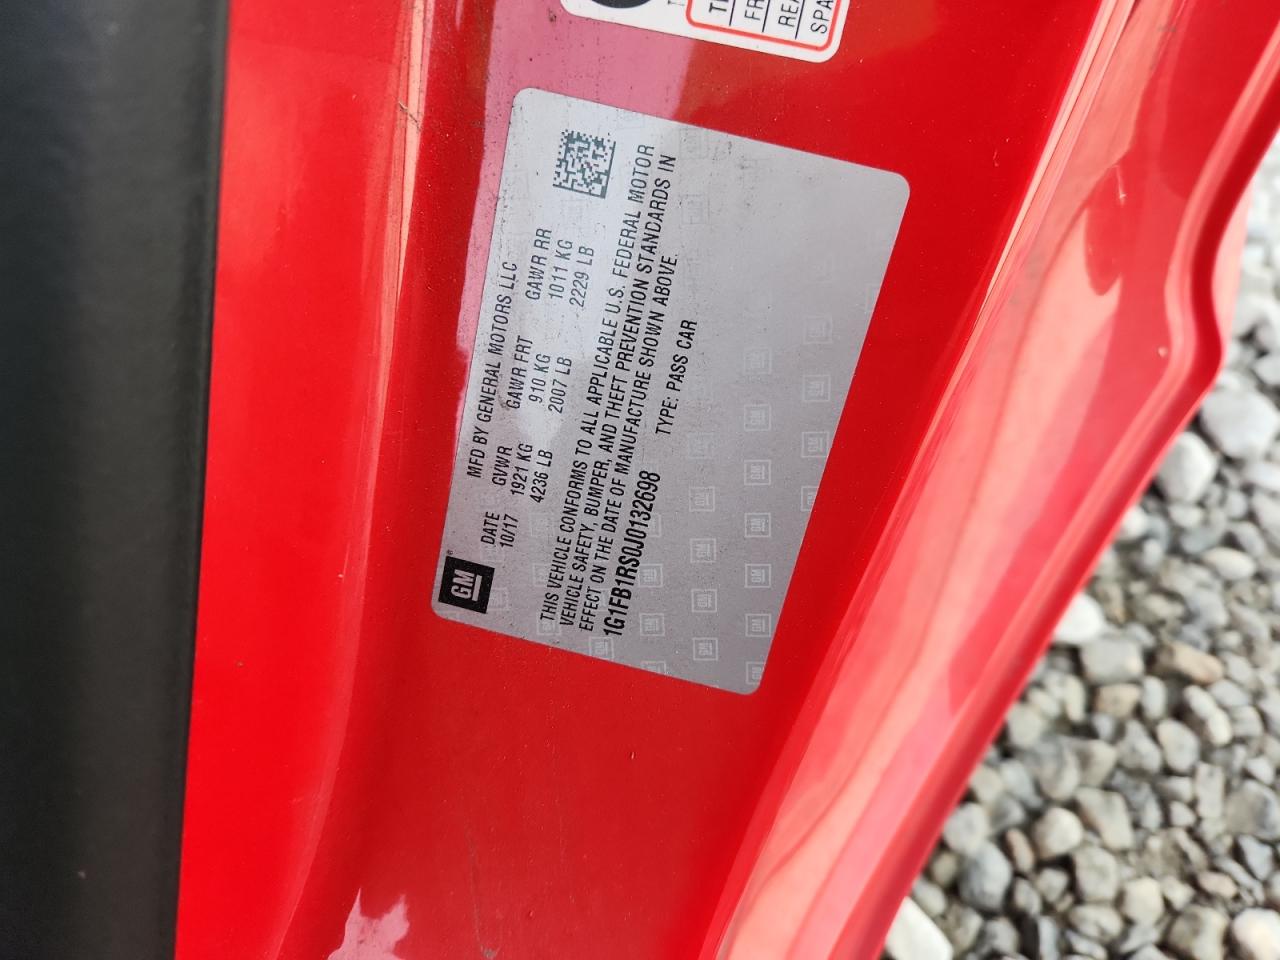 GM
MFD BY GENERAL MOTORS LLC
DATE GVWR GAWR FRT GAWR RR
10/17 1921 KG 910 KG 1011 KG
4236 LB 2007 LB 2229 LB
THIS VEHICLE CONFORMS TO ALL APPLICABLE U.S. FEDERAL MOTOR
VEHICLE SAFETY, BUMPER, AND THEFT PREVENTION STANDARDS IN
EFFECT ON THE DATE OF MANUFACTURE SHOWN ABOVE.
1G1FB1RS0J0132698 TYPE: PASS CAR